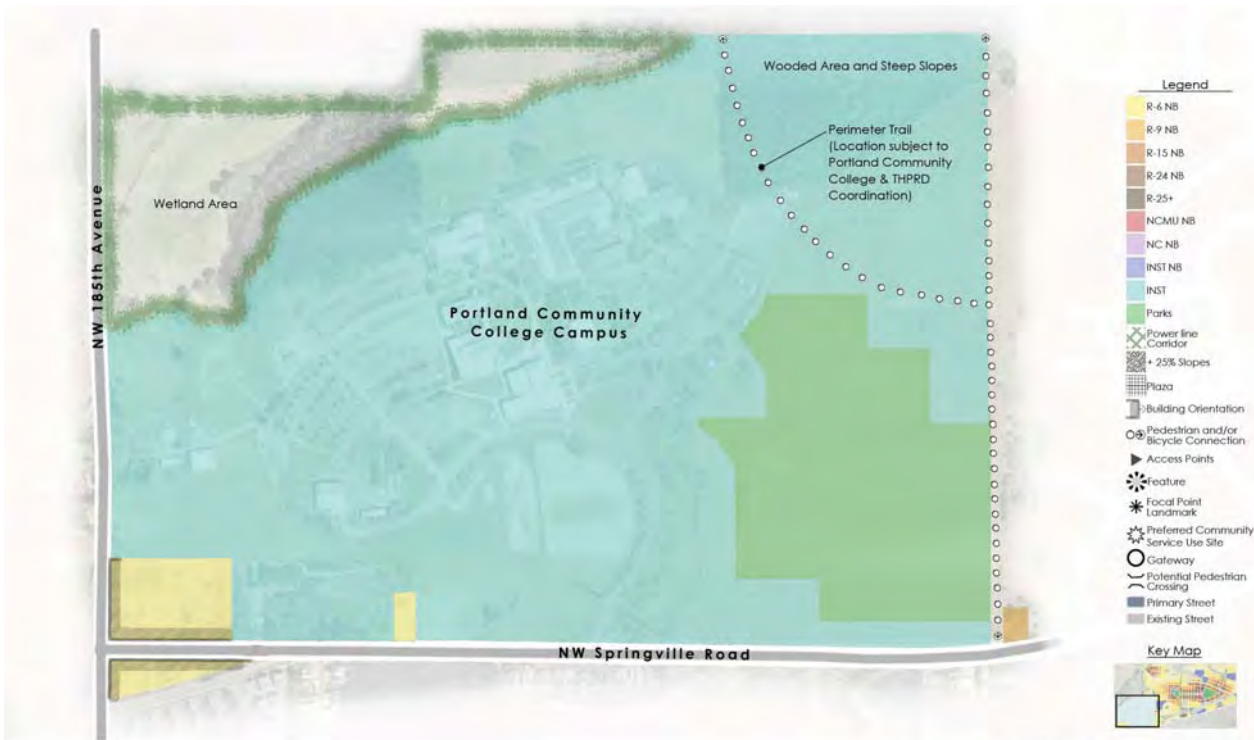 Wooded Area and Steep Slopes
Perimeter Trail
(Location subject to
Portland Community
College & THPRD
Coordination)
Wetland Area
NW 185th Avenue
Portland Community
College Campus
NW Springville Road
Legend
R-6 NB
R-9 NB
R-15 NB
R-24 NB
R-25+
NCMU NB
NC NB
INST NB
INST
Parks
Power line
Corridor
+ 25% Slopes
Plaza
Building Orientation
Pedestrian and/or
Bicycle Connection
Access Points
Feature
Focal Point
Landmark
Preferred Community
Service Use Site
Gateway
Potential Pedestrian
Crossing
Primary Street
Existing Street
Key Map